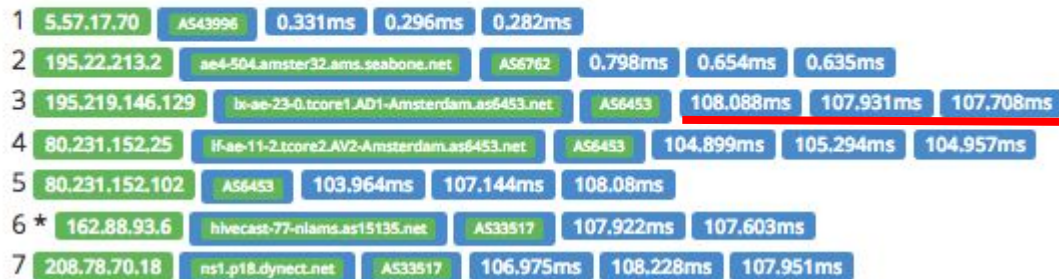 1 5.57.17.70 AS43996 0.331ms 0.296ms 0.282ms
2 195.22.213.2 ae4-504.amster32.ams.seabone.net AS6762 0.798ms 0.654ms 0.635ms
3 195.219.146.129 ix-ae-23-0.tcore1.AD1-Amsterdam.as6453.net AS6453 108.088ms 107.931ms 107.708ms
4 80.231.152.25 if-ae-11-2.tcore2.AV2-Amsterdam.as6453.net AS6453 104.899ms 105.294ms 104.957ms
5 80.231.152.102 AS6453 103.964ms 107.144ms 108.08ms
6 * 162.88.93.6 hivecast-77-nlams.as15135.net AS33517 107.922ms 107.603ms
7 208.78.70.18 ns1.p18.dynect.net AS33517 106.975ms 108.228ms 107.951ms